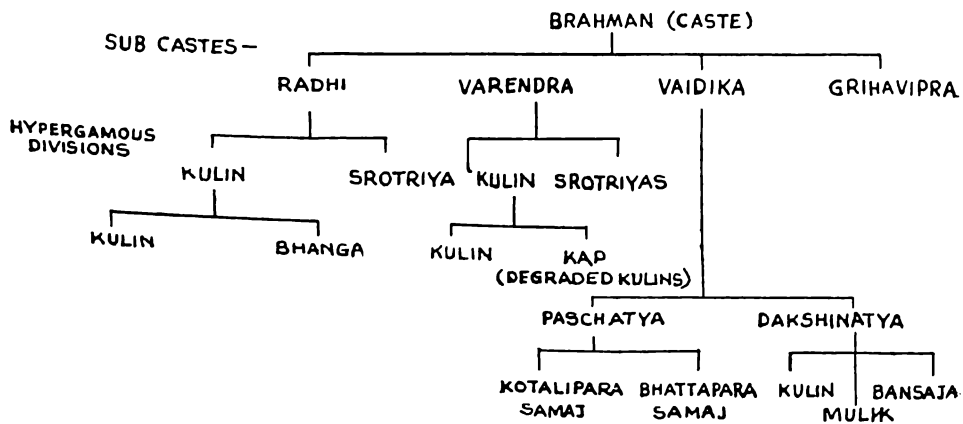 BRAHMAN (CASTE)
SUB CASTES —
RADHI VARENDRA VAIDIKA GRIHAVIPRA
HYPERGAMOUS
DIVISIONS
KULIN SROTRIYA KULIN SROTRIYAS
KULIN BHANGA KULIN KAP
(DEGRADED KULINS)
PASCHATYA DAKSHINATYA
KOTALIPARA BHATTAPARA KULIN BANSAJA
SAMAJ SAMAJ MULIK